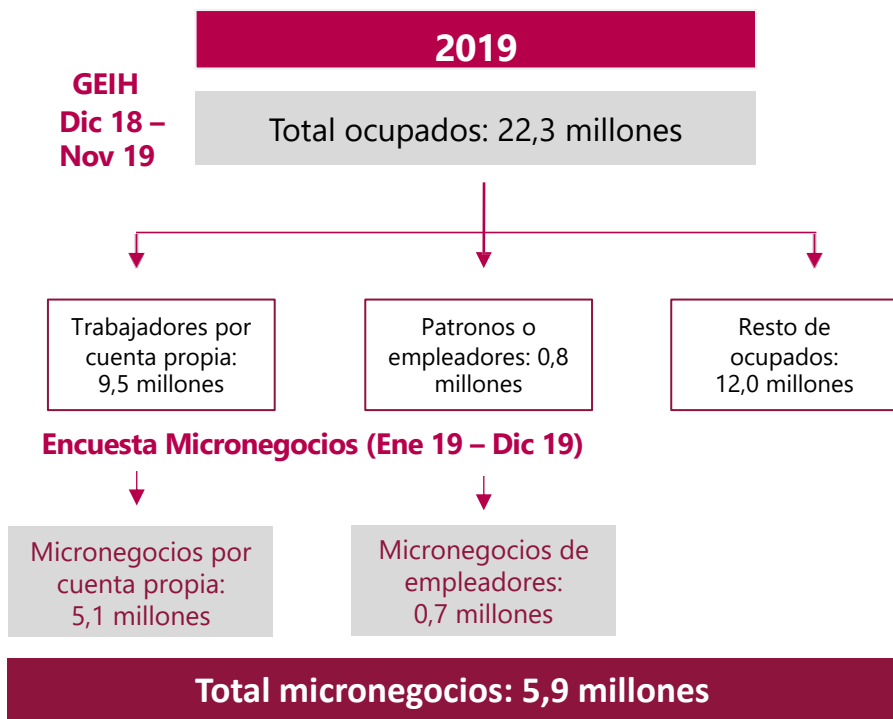 2019
GEIH
Dic 18 –
Nov 19
Total ocupados: 22,3 millones
Trabajadores por
cuenta propia:
9,5 millones
Patronos o
empleadores: 0,8
millones
Resto de
ocupados:
12,0 millones
Encuesta Micronegocios (Ene 19 – Dic 19)
Micronegocios por
cuenta propia:
5,1 millones
Micronegocios de
empleadores:
0,7 millones
Total micronegocios: 5,9 millones